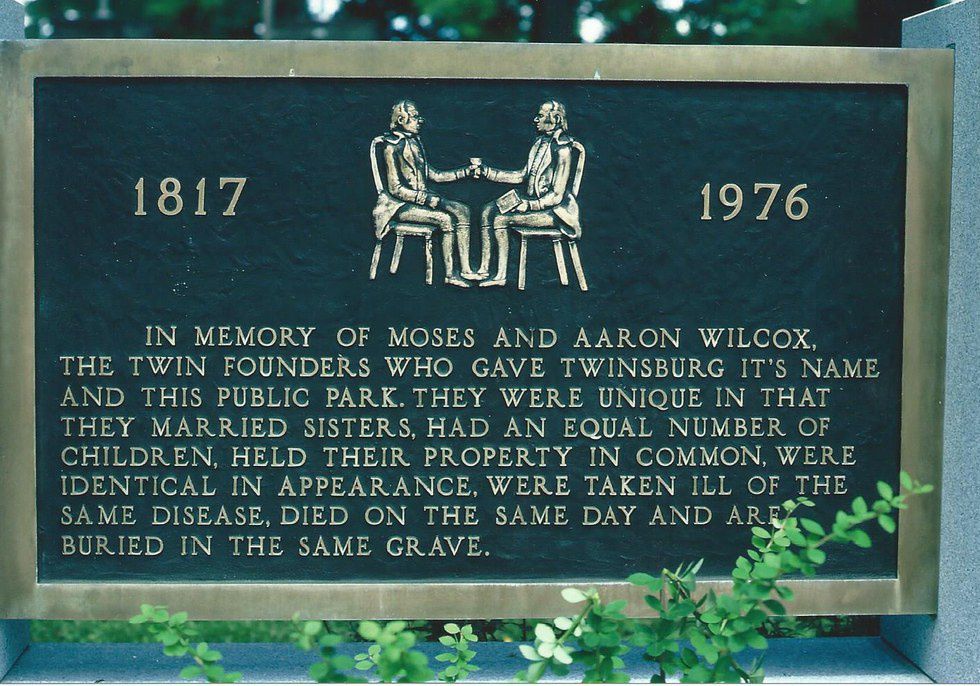 1817 1976
IN MEMORY OF MOSES AND AARON WILCOX,
THE TWIN FOUNDERS WHO GAVE TWINSBURG IT'S NAME
AND THIS PUBLIC PARK. THEY WERE UNIQUE IN THAT
THEY MARRIED SISTERS, HAD AN EQUAL NUMBER OF
CHILDREN, HELD THEIR PROPERTY IN COMMON, WERE
IDENTICAL IN APPEARANCE, WERE TAKEN ILL OF THE
SAME DISEASE, DIED ON THE SAME DAY AND ARE
BURIED IN THE SAME GRAVE.